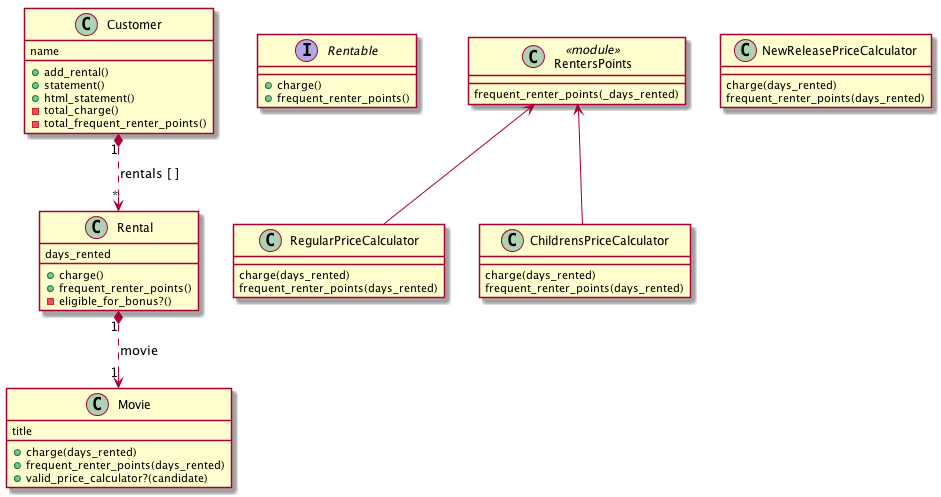 C Customer
name
add_rental()
statement()
html_statement()
total_charge()
total_frequent_renter_points()
1
rentals [ ]
*
C Rental
days_rented
charge()
frequent_renter_points()
eligible_for_bonus?()
1
movie
1
C Movie
title
charge(days_rented)
frequent_renter_points(days_rented)
valid_price_calculator?(candidate)
I Rentable
charge()
frequent_renter_points()
«module»
C RentersPoints
frequent_renter_points(_days_rented)
C NewReleasePriceCalculator
charge(days_rented)
frequent_renter_points(days_rented)
C RegularPriceCalculator
charge(days_rented)
frequent_renter_points(days_rented)
C ChildrensPriceCalculator
charge(days_rented)
frequent_renter_points(days_rented)